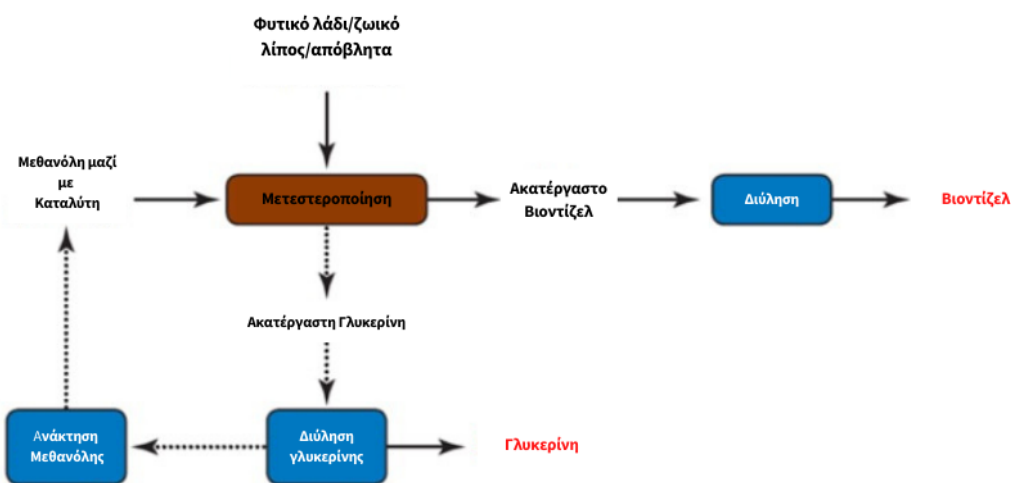 Φυτικό λάδι/ζωικό
λίπος/απόβλητα
Μεθανόλη μαζί
με
Καταλύτη
Μετεστεροποίηση
Ακατέργαστο
Βιοντίζελ
Διύληση
Βιοντίζελ
Ακατέργαστη Γλυκερίνη
Ανάκτηση
Μεθανόλης
Διύληση
γλυκερίνης
Γλυκερίνη